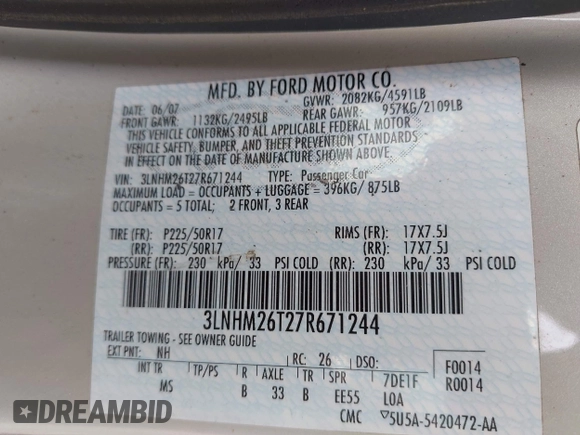 MFD. BY FORD MOTOR CO.
DATE: 06/07 GVWR: 2082KG/4591LB
FRONT GAWR: 1132KG/2495LB REAR GAWR: 957KG/2109LB
THIS VEHICLE CONFORMS TO ALL APPLICABLE FEDERAL MOTOR
VEHICLE SAFETY, BUMPER, AND THEFT PREVENTION STANDARDS
IN EFFECT ON THE DATE OF MANUFACTURE SHOWN ABOVE.
VIN: 3LNHM26T27R671244 TYPE: Passenger Car
MAXIMUM LOAD = OCCUPANTS + LUGGAGE = 396KG/ 875LB
OCCUPANTS = 5 TOTAL; 2 FRONT, 3 REAR
TIRE (FR): P225/50R17 RIMS (FR): 17X7.5J
(RR): P225/50R17 (RR): 17X7.5J
PRESSURE (FR): 230 kPa/ 33 PSI COLD (RR): 230 kPa/ 33 PSI COLD
3LNHM26T27R671244
TRAILER TOWING - SEE OWNER GUIDE
EXT PNT: NH RC: 26 DSO: F0014
INT TR TP/PS R AXLE TR SPR 7DE1F R0014
MS B 33 B EE55 LOA
CMC 5U5A-5420472-AA
DREAMBID